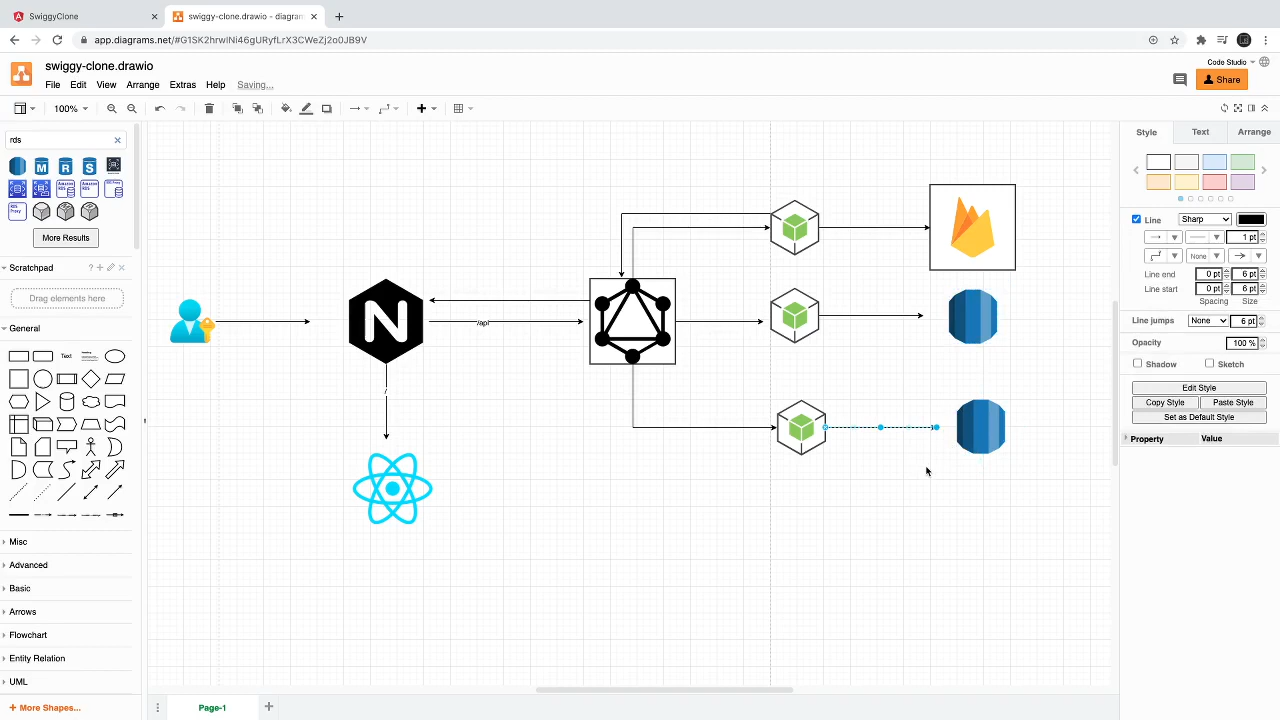 SwiggyClone
swiggy-clone.drawio - diagram
app.diagrams.net/#G1SK2hrwlNi46gURyfLrX3CWeZj2o0JB9V
swiggy-clone.drawio
Code Studio
File Edit View Arrange Extras Help Saving...
Share
100%
rds
Style Text Arrange
M R S
More Results
Line Sharp
1 pt
None
Scratchpad
Line end 0 pt 6 pt
Drag elements here
Line start 0 pt 6 pt
Spacing Size
General
N
/api
Line jumps None 6 pt
Opacity 100 %
Text
Shadow Sketch
Edit Style
/
Copy Style Paste Style
Set as Default Style
Property Value
Misc
Advanced
Basic
Arrows
Flowchart
Entity Relation
UML
+ More Shapes...
Page-1